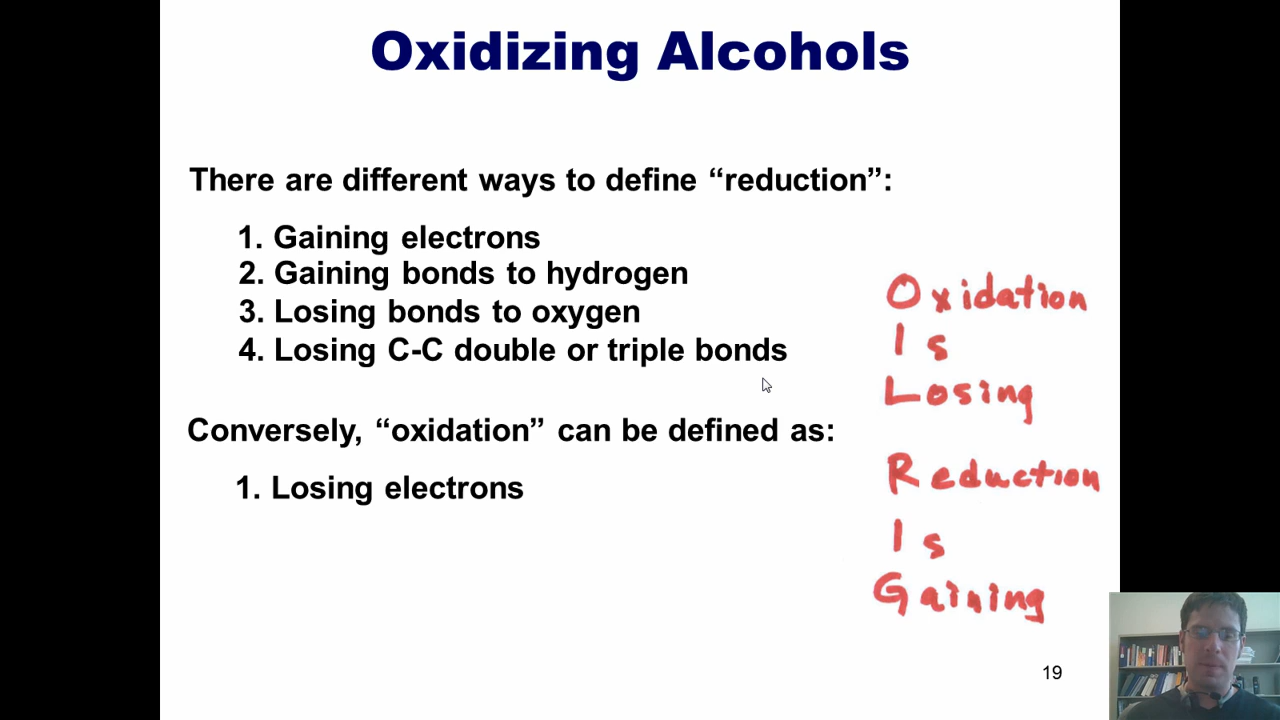 Oxidizing Alcohols
There are different ways to define “reduction”:
1. Gaining electrons
2. Gaining bonds to hydrogen
3. Losing bonds to oxygen
4. Losing C-C double or triple bonds
Conversely, “oxidation” can be defined as:
1. Losing electrons
Oxidation
Is
Losing
Reduction
Is
Gaining
19